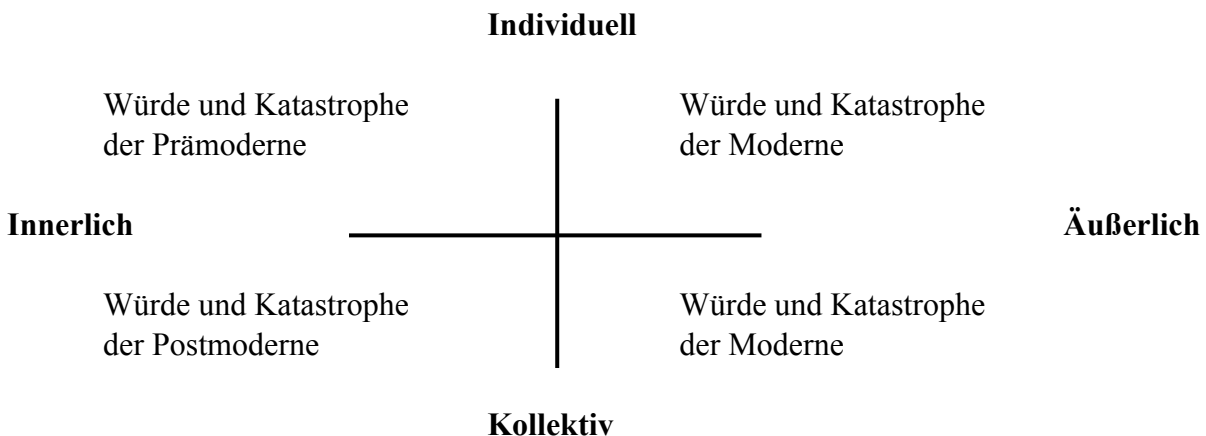 Individuell
Würde und Katastrophe
der Prämoderne
Würde und Katastrophe
der Moderne
Innerlich
Äußerlich
Würde und Katastrophe
der Postmoderne
Würde und Katastrophe
der Moderne
Kollektiv